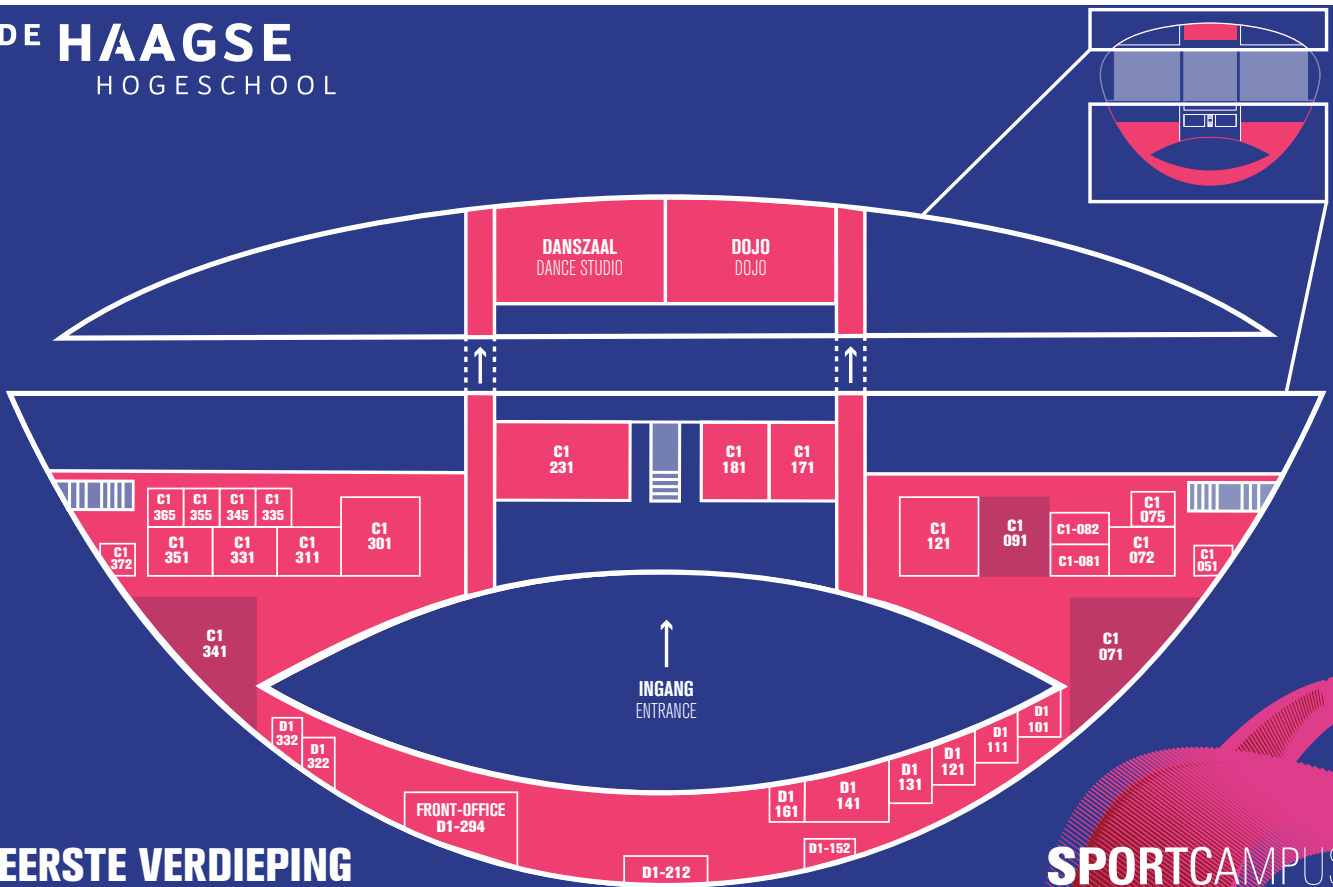 DE HAAGSE
HOGESCHOOL
DANSZAAL
DANCE STUDIO
DOJO
DOJO
C1
231
C1
181
C1
171
C1
365
C1
355
C1
345
C1
335
C1
372
C1
351
C1
331
C1
311
C1
301
C1
121
C1
091
C1-082
C1-081
C1
075
C1
072
C1
051
C1
341
C1
071
INGANG
ENTRANCE
D1
332
D1
322
D1
101
D1
111
D1
121
D1
131
D1
141
D1
161
FRONT-OFFICE
D1-294
D1-152
D1-212
EERSTE VERDIEPING
SPORTCAMPUS